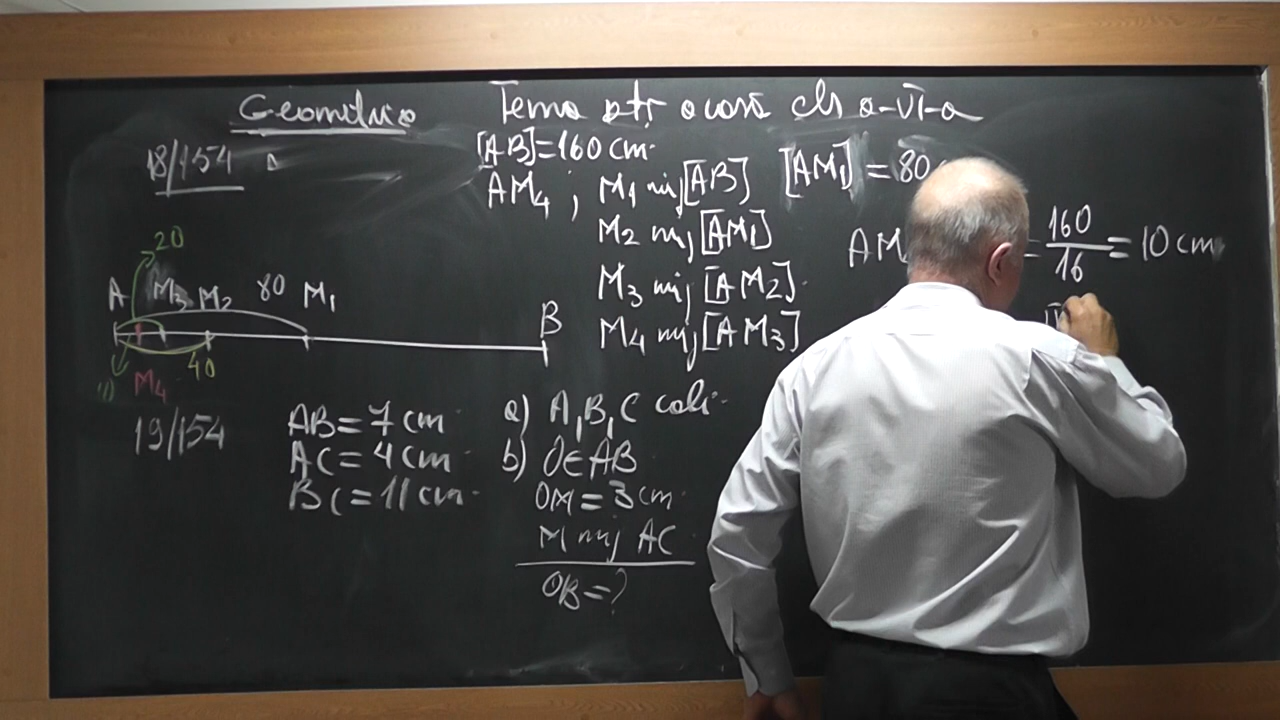 Geometrie Tema ptr acasă cls a-VI-a
18/154
[AB]=160 cm.
AM4 ; M1 mij [AB] [AM1] = 80
M2 mij [AM1]
AM = 160/16 = 10 cm
M3 mij [AM2].
M4 mij [AM3]
20
A M3 M2 80 M1
B
40
M4
19/154
AB = 7 cm
AC = 4 cm
BC = 11 cm
a) A, B, C coli.
b) O∈AB
OM = 3 cm
M mij AC
OB = ?